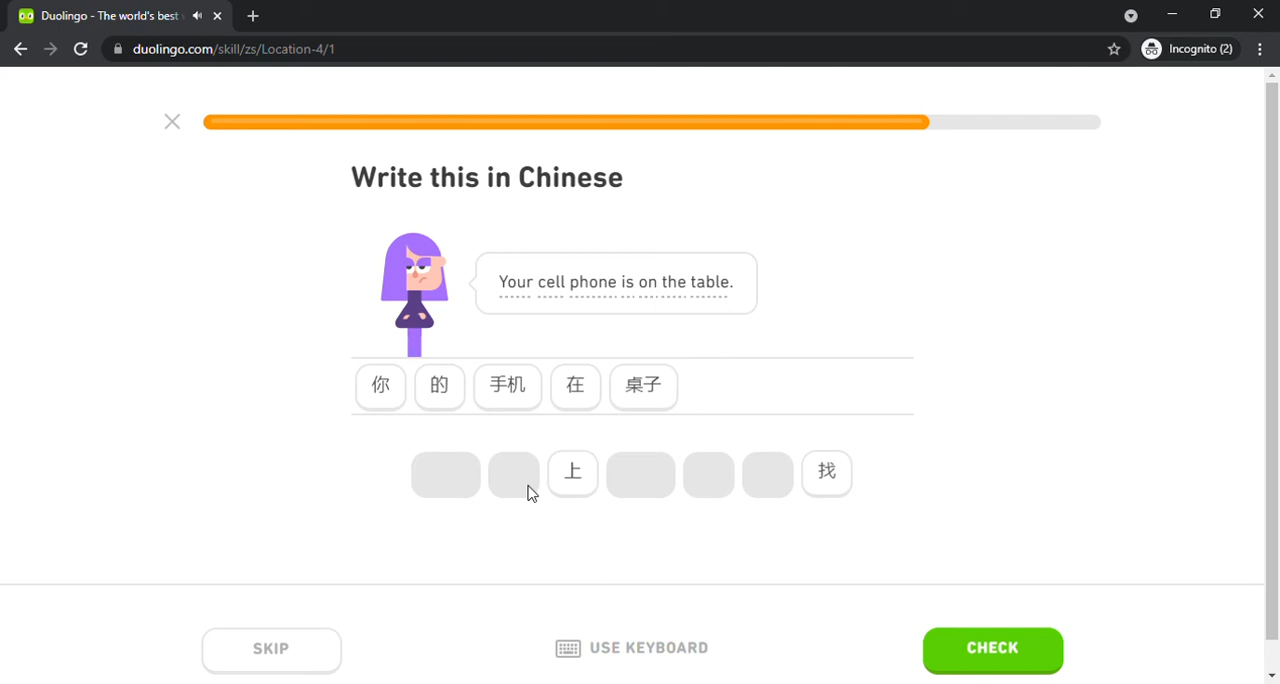 Duolingo - The world's best
duolingo.com/skill/zs/Location-4/1
Incognito (2)
Write this in Chinese
Your cell phone is on the table.
你 的 手机 在 桌子
上 找
SKIP
USE KEYBOARD
CHECK